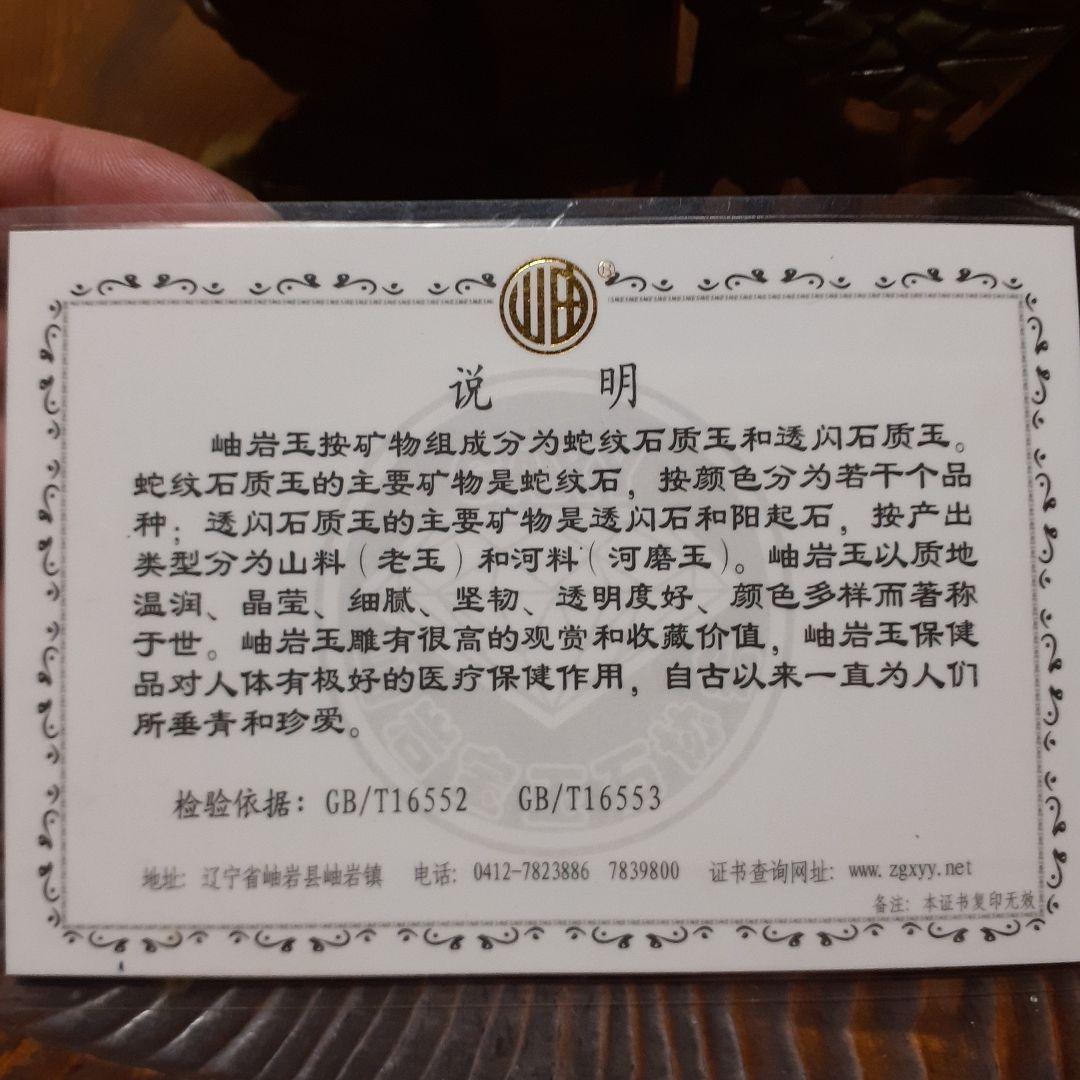 ®
说 明
岫岩玉按矿物组成分为蛇纹石质玉和透闪石质玉。
蛇纹石质玉的主要矿物是蛇纹石，按颜色分为若干个品
种；透闪石质玉的主要矿物是透闪石和阳起石，按产出
类型分为山料（老玉）和河料（河磨玉）。岫岩玉以质地
温润、晶莹、细腻、坚韧、透明度好、颜色多样而著称
于世。岫岩玉雕有很高的观赏和收藏价值，岫岩玉保健
品对人体有极好的医疗保健作用，自古以来一直为人们
所垂青和珍爱。
岩宝玉石协
检验依据：GB/T16552 GB/T16553
地址：辽宁省岫岩县岫岩镇 电话：0412-7823886 7839800 证书查询网址：www.zgxyy.net
备注：本证书复印无效